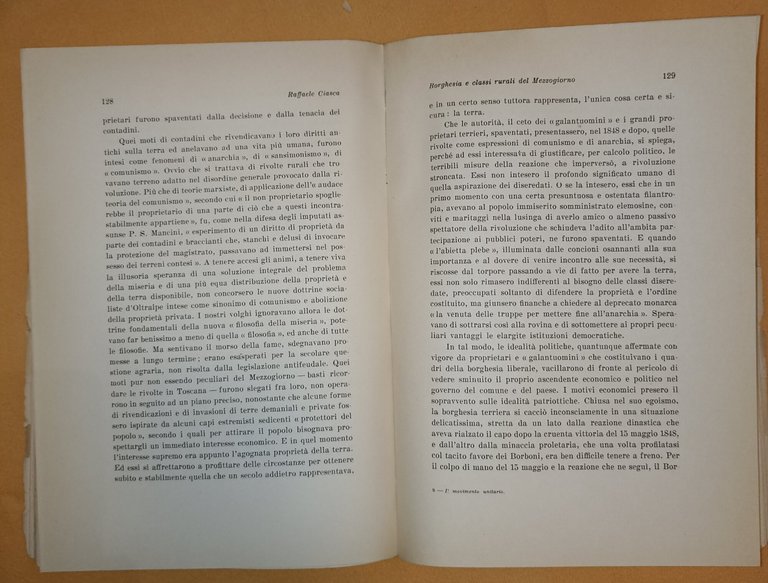 128
Raffaele Ciasca
prietari furono spaventati dalla decisione e dalla tenacia dei
contadini.
Quei moti di contadini che rivendicavano i loro diritti an-
tichi sulla terra ed anelavano ad una vita più umana, furono
intesi come fenomeni di « anarchia », di « sansimonismo », di
« comunismo ». Ovvio che si trattava di rivolte rurali che tro
vavano terreno adatto nel disordine generale provocato dalla ri-
voluzione. Più che di teorie marxiste, di applicazione dell'« audace
teoria del comunismo », secondo cui « il non proprietario spoglie-
rebbe il proprietario di una parte di ciò che a questi incontra-
stabilmente appartiene », fu, come nella difesa degli imputati as-
sunse P. S. Mancini, « esperimento di un diritto di proprietà da
parte dei contadini e braccianti che, stanchi e delusi di invocare
la protezione del magistrato, passavano ad immettersi nel pos-
sesso dei terreni contesi ». A tenere accesi gli animi, a tenere viva
la illusoria speranza di una soluzione integrale del problema
della miseria e di una più equa distribuzione della proprietà e
della terra disponibile, non concorsero le nuove dottrine socia-
liste d'Oltralpe intese come sinonimo di comunismo e abolizione
della proprietà privata. I nostri volghi ignoravano allora le dot-
trine fondamentali della nuova « filosofia della miseria », pote-
vano far benissimo a meno di quella « filosofia », ed anche di tutte
le filosofie. Ma sentivano il morso della fame, sdegnavano pro-
messe a lungo termine; erano esasperati per la secolare que-
stione agraria, non risolta dalla legislazione antifeudale. Quei
moti pur non essendo peculiari del Mezzogiorno — basti ricor-
dare le rivolte in Toscana — furono slegati fra loro, non opera-
rono in seguito ad un piano preciso, nonostante che alcune forme
di rivendicazioni e di invasioni di terre demaniali e private fos-
sero ispirate da alcuni capi estremisti sedicenti « protettori del
popolo », secondo i quali per attirare il popolo bisognava pro-
spettargli un immediato interesse economico. E in quel momento
l'interesse supremo era appunto l'agognata proprietà della terra.
Ed essi si affrettarono a profittare delle circostanze per ottenere
subito e stabilmente quella che un secolo addietro rappresentava,
Borghesia e classi rurali del Mezzogiorno
129
e in un certo senso tuttora rappresenta, l'unica cosa certa e si-
cura: la terra.
Che le autorità, il ceto dei « galantuomini » e i grandi pro-
prietari terrieri, spaventati, presentassero, nel 1848 e dopo, quelle
rivolte come espressioni di comunismo e di anarchia, si spiega,
perché ad essi interessava di giustificare, per calcolo politico, le
terribili misure della reazione che imperversò, a rivoluzione
stroncata. Essi non intesero il profondo significato umano di
quella aspirazione dei diseredati. O se la intesero, essi che in un
primo momento con una certa presuntuosa e ostentata filantro-
pia, avevano al popolo immiserito somministrato elemosine, con-
viti e maritaggi nella lusinga di averlo amico o almeno passivo
spettatore della rivoluzione che schiudeva l'adito all'ambita par-
tecipazione ai pubblici poteri, ne furono spaventati. E quando
« l'abietta plebe », illuminata dalle concioni osannanti alla sua
importanza e al dovere di venire incontro alle sue necessità, si
riscosse dal torpore passando a vie di fatto per avere la terra,
essi non solo rimasero indifferenti al bisogno delle classi disere-
date, preoccupati soltanto di difendere la proprietà e l'ordine
costituito, ma giunsero finanche a chiedere al deprecato monarca
« la venuta delle truppe per mettere fine all'anarchia ». Spera-
vano di sottrarsi così alla rovina e di sottomettere ai propri pecu-
liari vantaggi le elargite istituzioni democratiche.
In tal modo, le idealità politiche, quantunque affermate con
vigore da proprietari e « galantuomini » che costituivano i qua-
dri della borghesia liberale, vacillarono di fronte al pericolo di
vedere sminuito il proprio ascendente economico e politico nel
governo del comune e del paese. I motivi economici presero il
sopravvento sulle idealità patriottiche. Chiusa nel suo egoismo,
la borghesia terriera si cacciò inconsciamente in una situazione
delicatissima, stretta da un lato dalla reazione dinastica che
aveva rialzato il capo dopo la cruenta vittoria del 15 maggio 1848,
e dall'altro dalla minaccia proletaria, che una volta profilatasi
col tacito favore dei Borboni, era ben difficile tenere a freno. Per
il colpo di mano del 15 maggio e la reazione che ne seguì, il Bor
9 — Il movimento unitario.